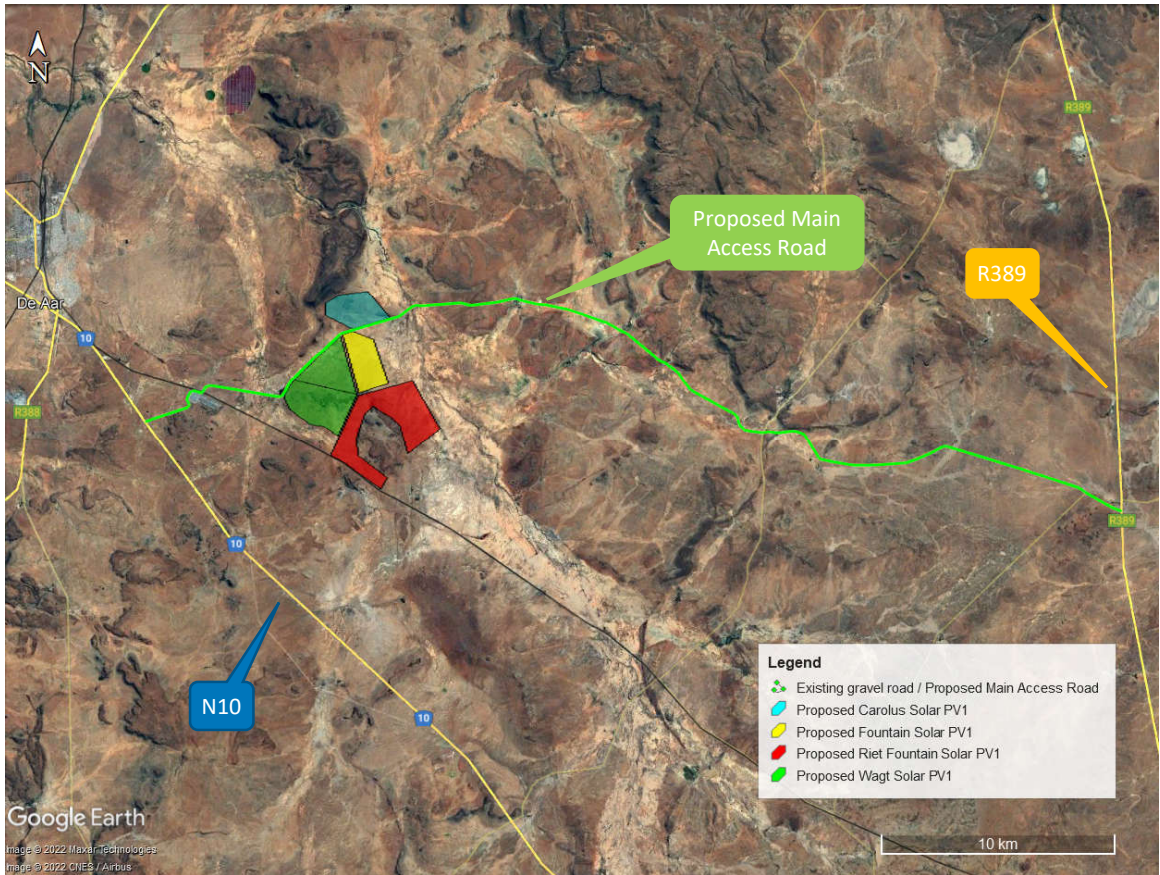 N
R389
Proposed Main
Access Road
R389
De Aar
10
R388
R389
10
N10
10
Legend
Existing gravel road / Proposed Main Access Road
Proposed Carolus Solar PV1
Proposed Fountain Solar PV1
Proposed Riet Fountain Solar PV1
Proposed Wagt Solar PV1
Google Earth
10 km
Image © 2022 Maxar Technologies
Image © 2022 CNES / Airbus